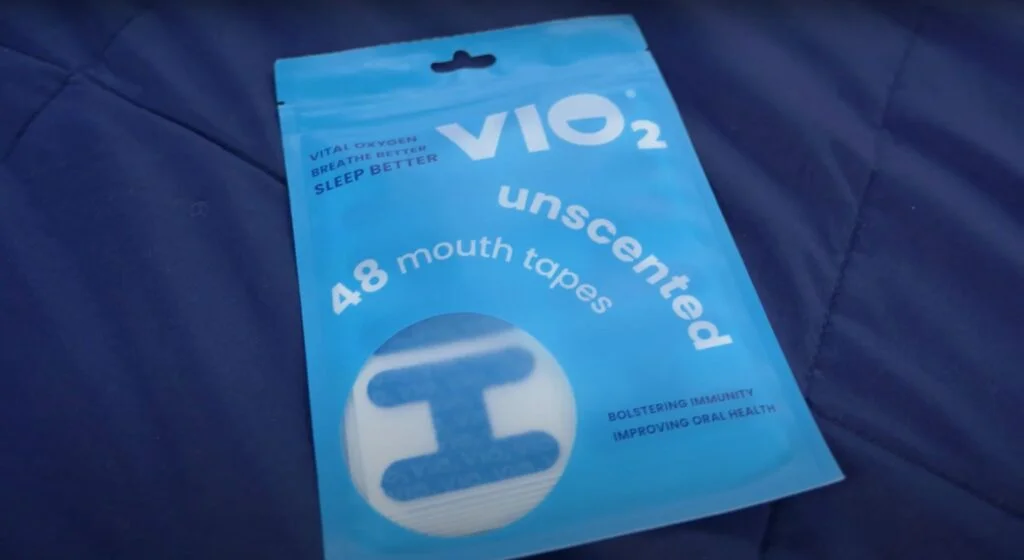 VITAL OXYGEN
BREATHE BETTER
SLEEP BETTER
VIO2®
unscented
48 mouth tapes
BOLSTERING IMMUNITY
IMPROVING ORAL HEALTH